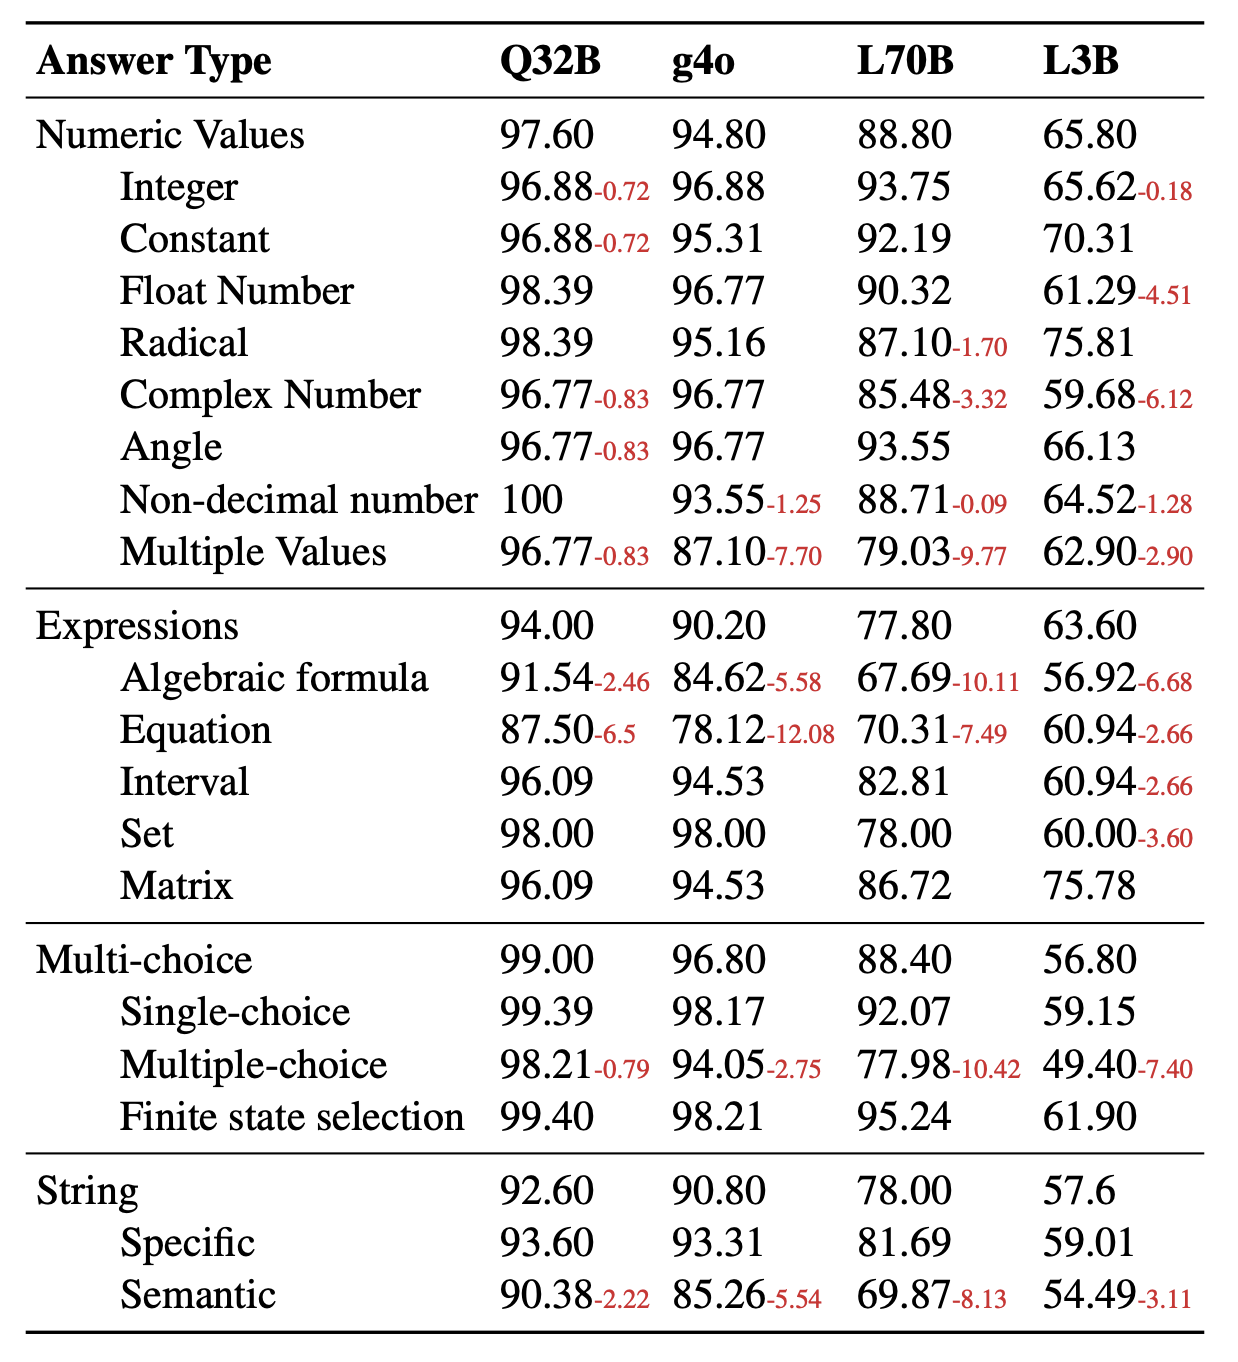 Answer Type Q32B g4o L70B L3B
Numeric Values 97.60 94.80 88.80 65.80
Integer 96.88-0.72 96.88 93.75 65.62-0.18
Constant 96.88-0.72 95.31 92.19 70.31
Float Number 98.39 96.77 90.32 61.29-4.51
Radical 98.39 95.16 87.10-1.70 75.81
Complex Number 96.77-0.83 96.77 85.48-3.32 59.68-6.12
Angle 96.77-0.83 96.77 93.55 66.13
Non-decimal number 100 93.55-1.25 88.71-0.09 64.52-1.28
Multiple Values 96.77-0.83 87.10-7.70 79.03-9.77 62.90-2.90
Expressions 94.00 90.20 77.80 63.60
Algebraic formula 91.54-2.46 84.62-5.58 67.69-10.11 56.92-6.68
Equation 87.50-6.5 78.12-12.08 70.31-7.49 60.94-2.66
Interval 96.09 94.53 82.81 60.94-2.66
Set 98.00 98.00 78.00 60.00-3.60
Matrix 96.09 94.53 86.72 75.78
Multi-choice 99.00 96.80 88.40 56.80
Single-choice 99.39 98.17 92.07 59.15
Multiple-choice 98.21-0.79 94.05-2.75 77.98-10.42 49.40-7.40
Finite state selection 99.40 98.21 95.24 61.90
String 92.60 90.80 78.00 57.6
Specific 93.60 93.31 81.69 59.01
Semantic 90.38-2.22 85.26-5.54 69.87-8.13 54.49-3.11